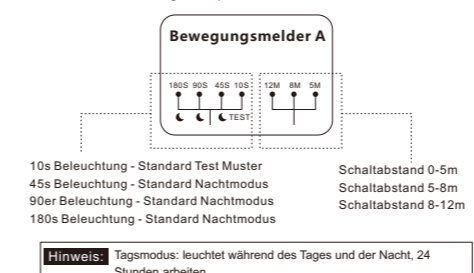 Bewegungsmelder A
180S 90S 45S 10S 12M 8M 5M
TEST
10s Beleuchtung - Standard Test Muster
45s Beleuchtung - Standard Nachtmodus
90er Beleuchtung - Standard Nachtmodus
180s Beleuchtung - Standard Nachtmodus
Schaltabstand 0-5m
Schaltabstand 5-8m
Schaltabstand 8-12m
Hinweis: Tagsmodus: leuchtet während des Tages und der Nacht, 24
Stunden arbeiten